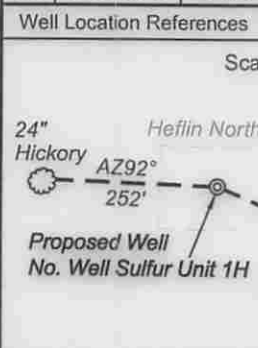 Well Location References
Sca
24"
Heflin North
Hickory
AZ92°
252'
Proposed Well
No. Well Sulfur Unit 1H